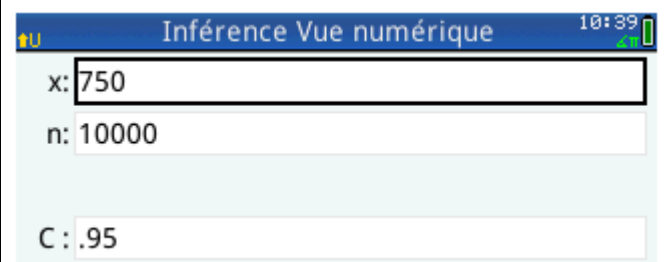 ↑U Inférence Vue numérique 10:39
∡π
x: 750
n: 10000
C : .95